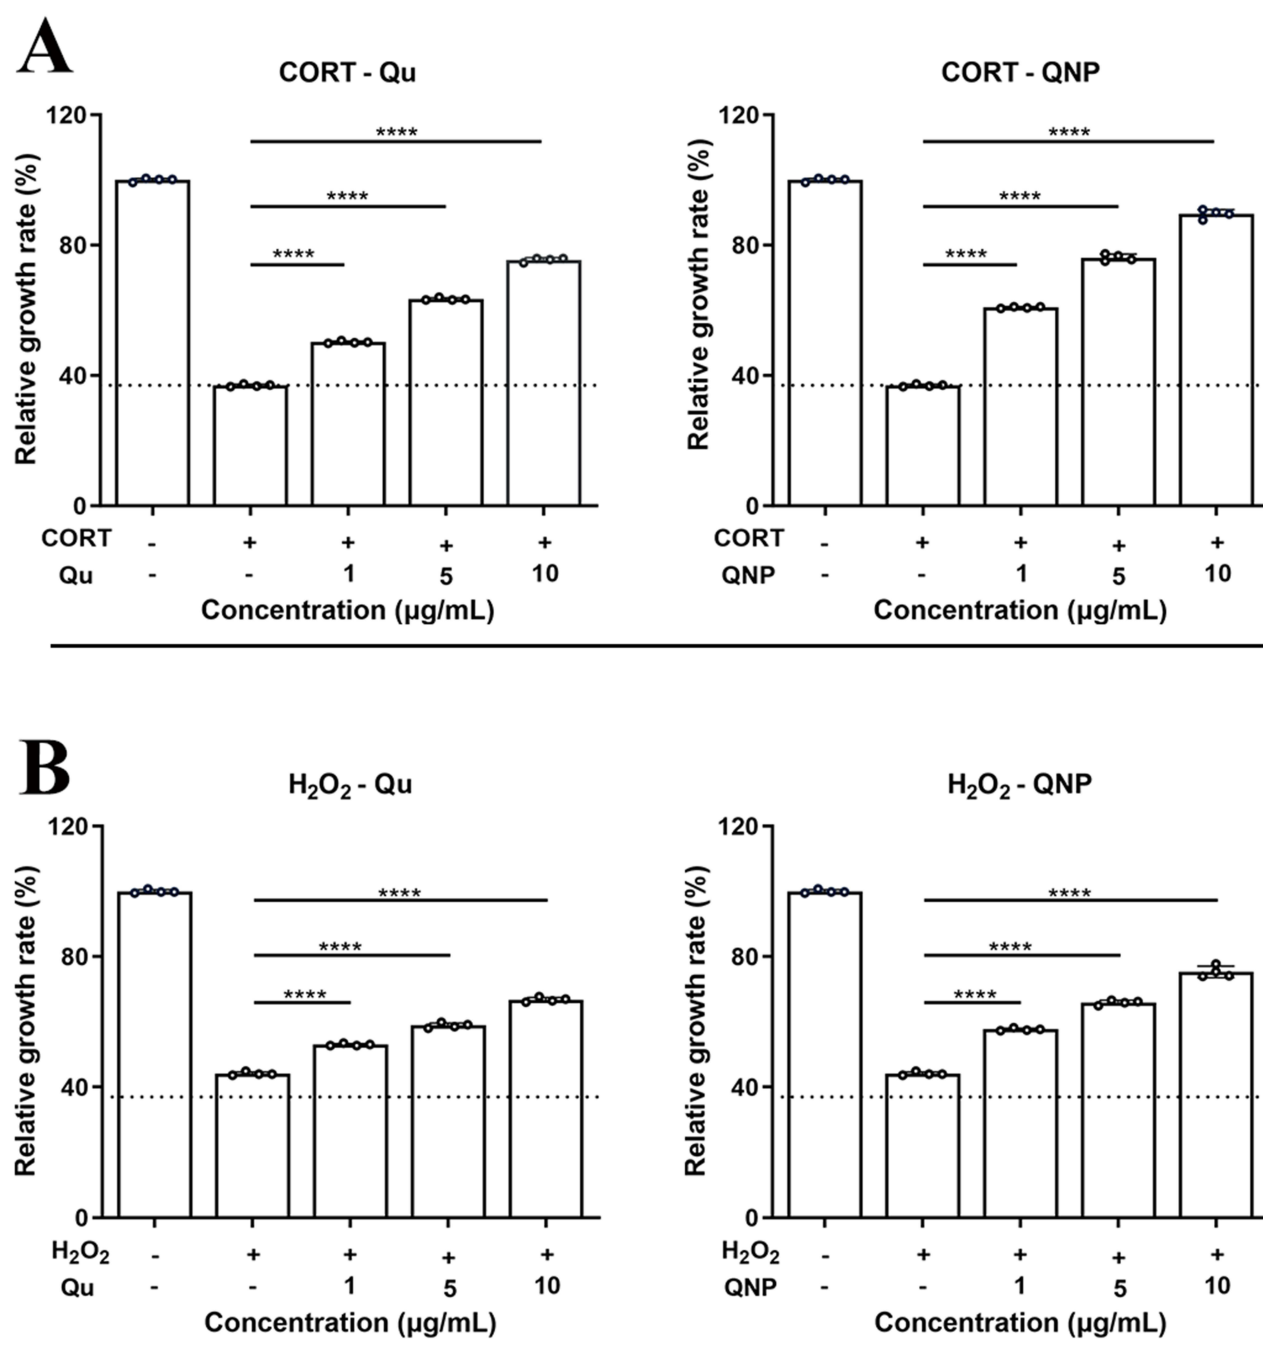 A
CORT - Qu
Relative growth rate (%)
120
80
40
0
****
****
****
CORT - + + + +
Qu - - 1 5 10
Concentration (µg/mL)
CORT - QNP
Relative growth rate (%)
120
80
40
0
****
****
****
CORT - + + + +
QNP - - 1 5 10
Concentration (µg/mL)
B
H₂O₂ - Qu
Relative growth rate (%)
120
80
40
0
****
****
****
H₂O₂ - + + + +
Qu - - 1 5 10
Concentration (µg/mL)
H₂O₂ - QNP
Relative growth rate (%)
120
80
40
0
****
****
****
H₂O₂ - + + + +
QNP - - 1 5 10
Concentration (µg/mL)